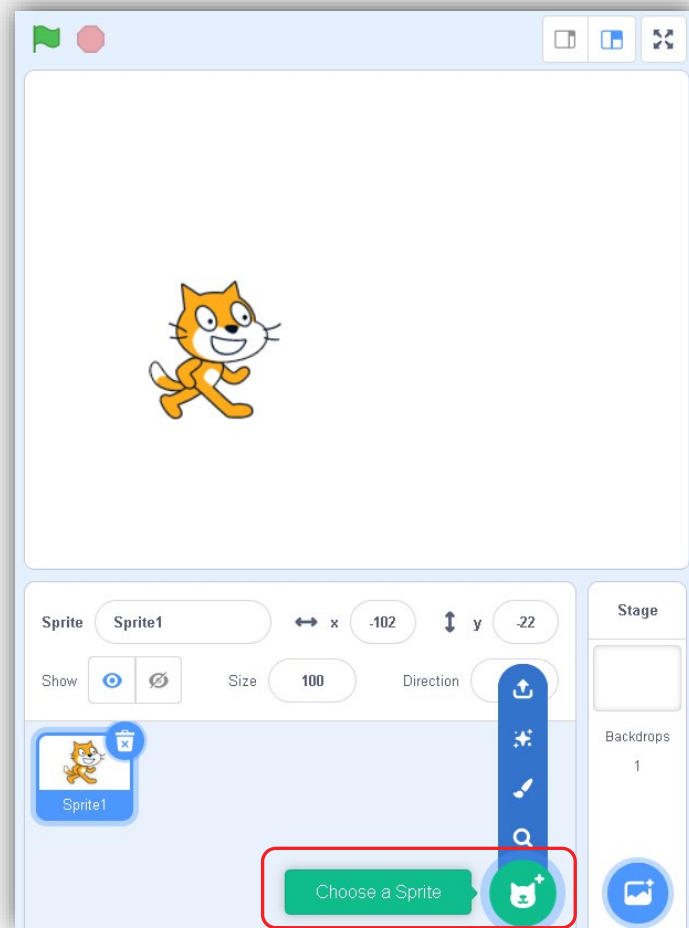 Sprite Sprite1 x -102 y -22
Show Size 100 Direction
Sprite1
Choose a Sprite
Stage
Backdrops
1